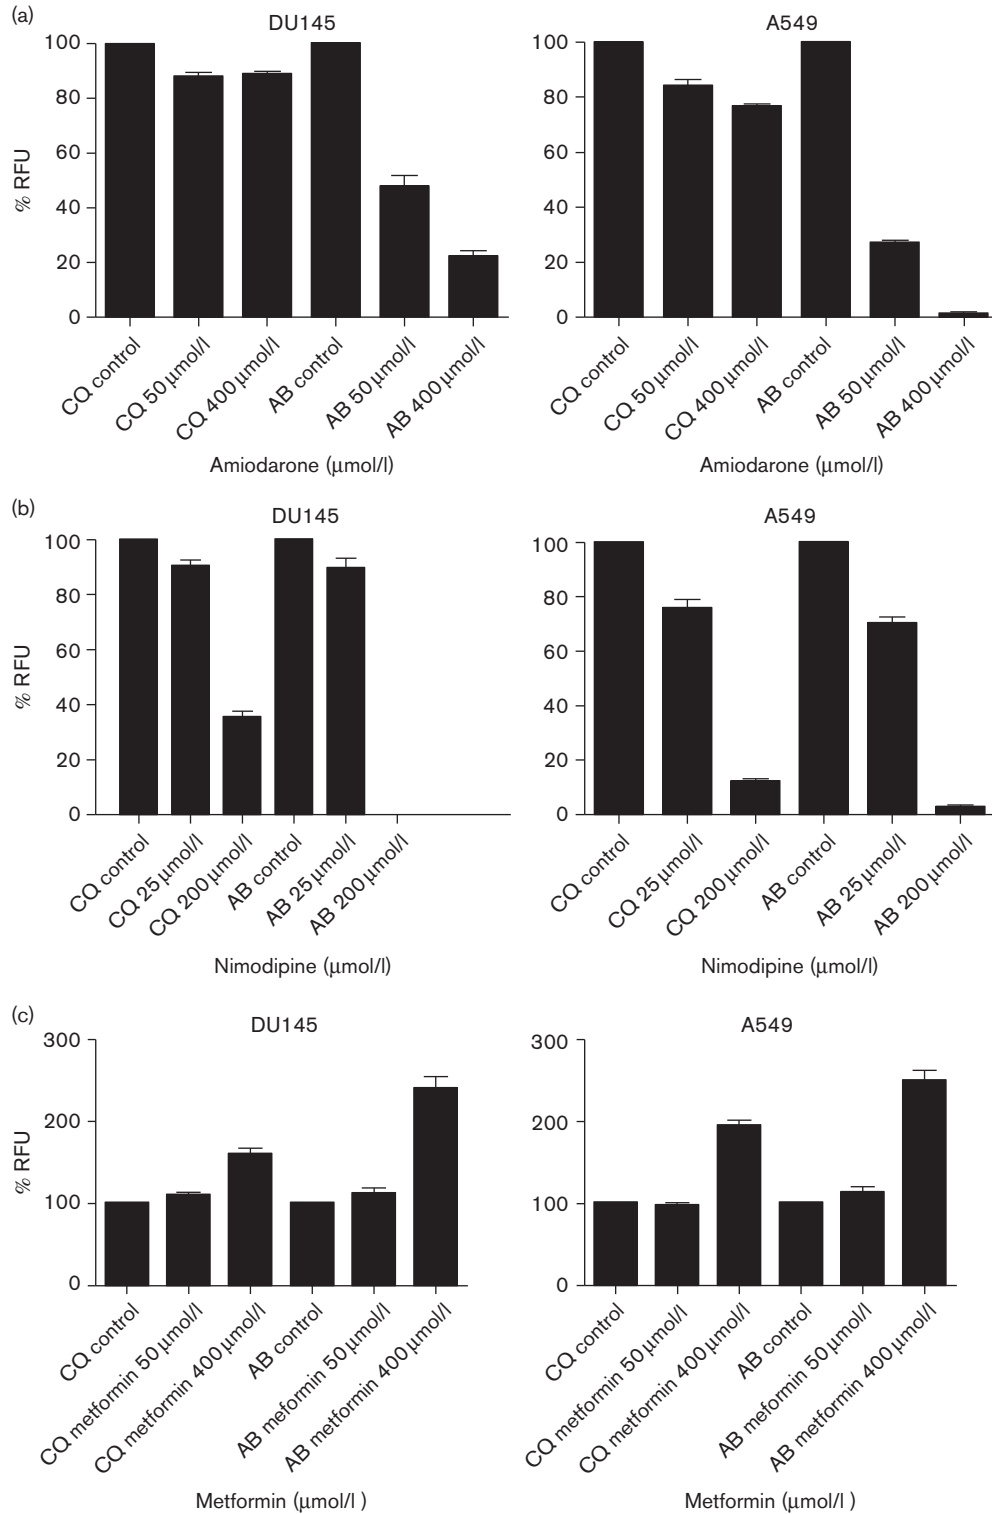 (a)
DU145
100
80
60
40
20
0
% RFU
CQ control
CQ 50 µmol/l
CQ 400 µmol/l
AB control
AB 50 µmol/l
AB 400 µmol/l
Amiodarone (µmol/l)
A549
100
80
60
40
20
0
CQ control
CQ 50 µmol/l
CQ 400 µmol/l
AB control
AB 50 µmol/l
AB 400 µmol/l
Amiodarone (µmol/l)
(b)
DU145
100
80
60
40
20
0
% RFU
CQ control
CQ 25 µmol/l
CQ 200 µmol/l
AB control
AB 25 µmol/l
AB 200 µmol/l
Nimodipine (µmol/l)
A549
100
80
60
40
20
0
CQ control
CQ 25 µmol/l
CQ 200 µmol/l
AB control
AB 25 µmol/l
AB 200 µmol/l
Nimodipine (µmol/l)
(c)
DU145
300
200
100
0
% RFU
CQ control
CQ metformin 50 µmol/l
CQ metformin 400 µmol/l
AB control
AB meformin 50 µmol/l
AB metformin 400 µmol/l
Metformin (µmol/l )
A549
300
200
100
0
CQ control
CQ metformin 50 µmol/l
CQ metformin 400 µmol/l
AB control
AB meformin 50 µmol/l
AB metformin 400 µmol/l
Metformin (µmol/l )